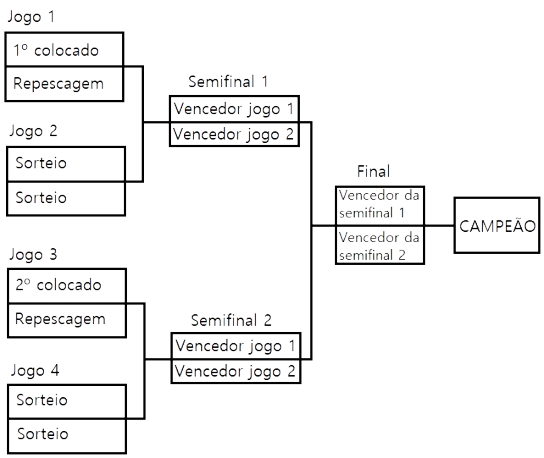 Jogo 1
1º colocado
Repescagem
Jogo 2
Sorteio
Sorteio
Semifinal 1
Vencedor jogo 1
Vencedor jogo 2
Jogo 3
2º colocado
Repescagem
Jogo 4
Sorteio
Sorteio
Semifinal 2
Vencedor jogo 1
Vencedor jogo 2
Final
Vencedor da
semifinal 1
Vencedor da
semifinal 2
CAMPEÃO